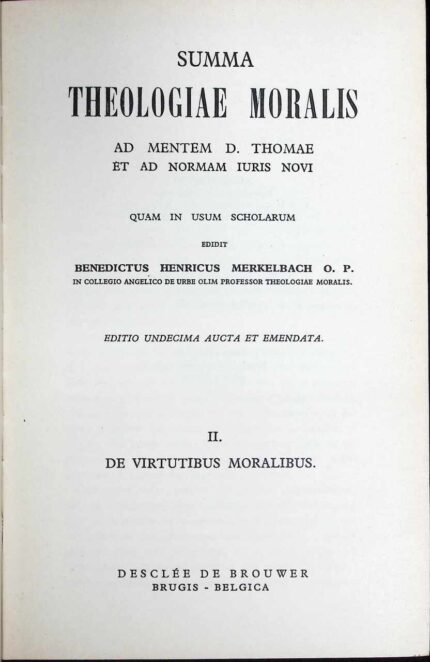 SUMMA
THEOLOGIAE MORALIS
AD MENTEM D. THOMAE
ET AD NORMAM IURIS NOVI
QUAM IN USUM SCHOLARUM
EDIDIT
BENEDICTUS HENRICUS MERKELBACH O. P.
IN COLLEGIO ANGELICO DE URBE OLIM PROFESSOR THEOLOGIAE MORALIS.
EDITIO UNDECIMA AUCTA ET EMENDATA.
II.
DE VIRTUTIBUS MORALIBUS.
DESCLÉE DE BROUWER
BRUGIS - BELGICA